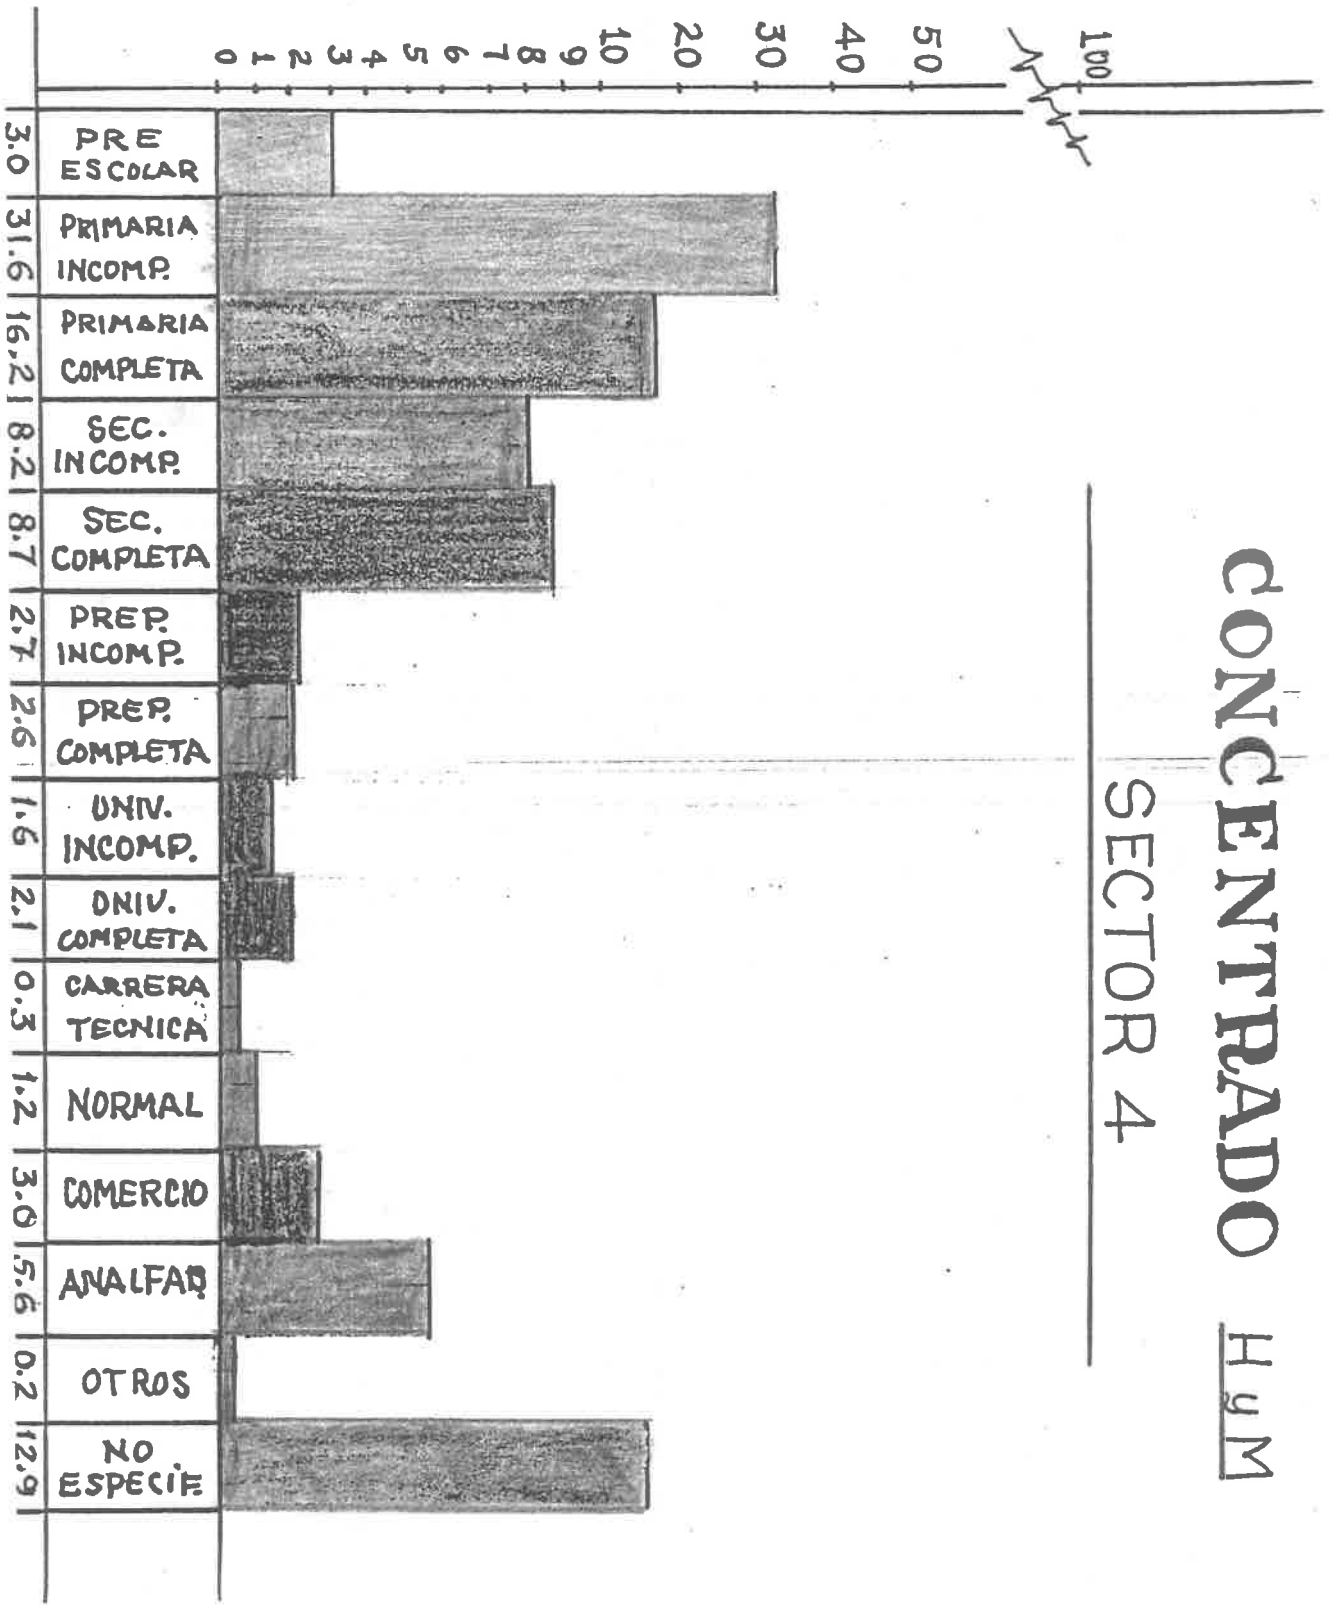 CONCENTRADO HyM
SECTOR 4
100
50
40
30
20
10
9
8
7
6
5
4
3
2
1
0
PRE
ESCOLAR
3.0
PRIMARIA
INCOMP.
31.6
PRIMARIA
COMPLETA
16.2
SEC.
INCOMP.
8.2
SEC.
COMPLETA
8.7
PREP.
INCOMP.
2.7
PREP.
COMPLETA
2.6
UNIV.
INCOMP.
1.6
UNIV.
COMPLETA
2.1
CARRERA
TECNICA
0.3
NORMAL
1.2
COMERCIO
3.0
ANALFAB
5.6
OTROS
0.2
NO
ESPECIF.
12.9